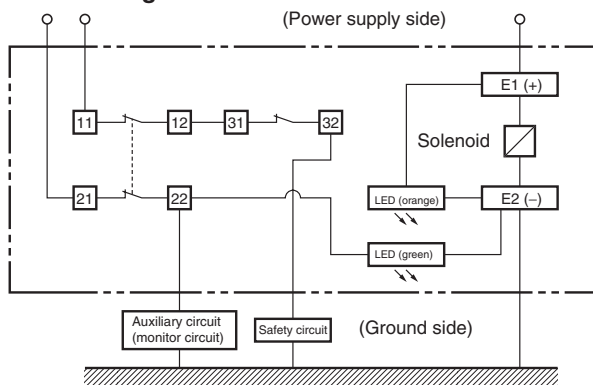 (Power supply side)
E1 (+)
11
12
31
32
Solenoid
21
22
LED (orange)
E2 (−)
LED (green)
Auxiliary circuit
(monitor circuit)
Safety circuit
(Ground side)